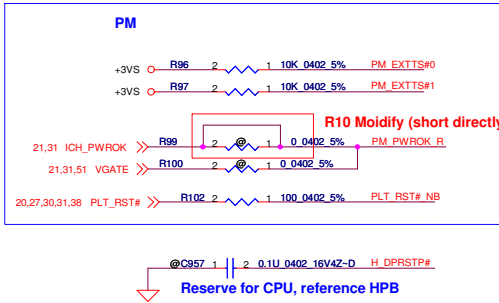 PM
+3VS R96 2 1 10K_0402_5% PM_EXTTS#0
+3VS R97 2 1 10K_0402_5% PM_EXTTS#1
R10 Moidify (short directly
21,31 ICH_PWROK R99 2 @ 1 0_0402_5% PM_PWROK_R
21,31,51 VGATE R100 2 @ 1 0_0402_5%
20,27,30,31,38 PLT_RST# R102 2 1 100_0402_5% PLT_RST#_NB
@C957 1 2 0.1U_0402_16V4Z~D H_DPRSTP#
Reserve for CPU, reference HPB